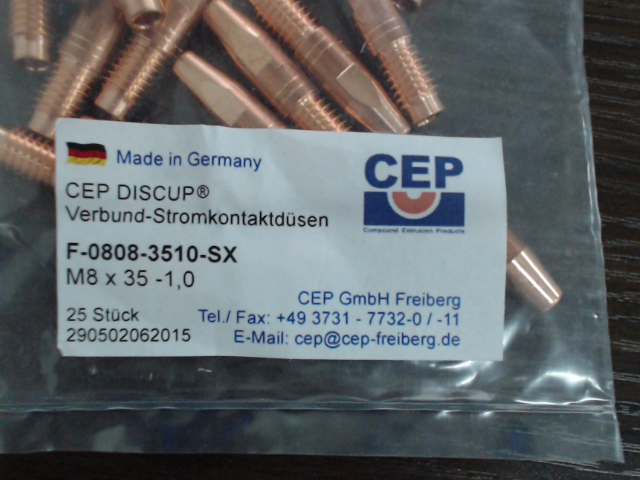 Made in Germany
CEP DISCUP®
Verbund-Stromkontaktdüsen
F-0808-3510-SX
M8 x 35 -1,0
25 Stück
290502062015
CEP
Compound Extrusion Products
CEP GmbH Freiberg
Tel./ Fax: +49 3731 - 7732-0 / -11
E-Mail: cep@cep-freiberg.de